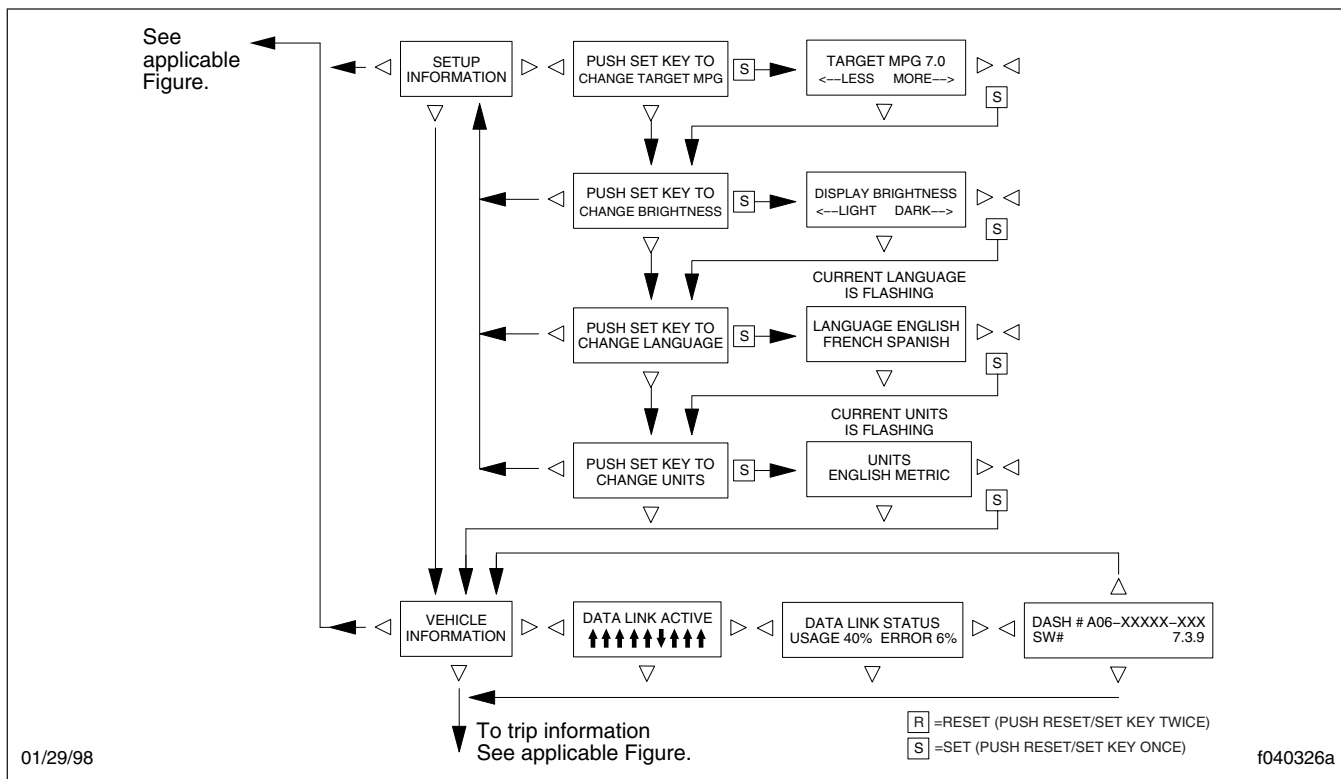 See
applicable
Figure.
SETUP
INFORMATION
PUSH SET KEY TO
CHANGE TARGET MPG
S
TARGET MPG 7.0
<––LESS MORE––>
S
PUSH SET KEY TO
CHANGE BRIGHTNESS
S
DISPLAY BRIGHTNESS
<––LIGHT DARK––>
S
CURRENT LANGUAGE
IS FLASHING
PUSH SET KEY TO
CHANGE LANGUAGE
S
LANGUAGE ENGLISH
FRENCH SPANISH
S
CURRENT UNITS
IS FLASHING
PUSH SET KEY TO
CHANGE UNITS
S
UNITS
ENGLISH METRIC
S
VEHICLE
INFORMATION
DATA LINK ACTIVE
DATA LINK STATUS
USAGE 40% ERROR 6%
DASH # A06–XXXXX–XXX
SW# 7.3.9
To trip information
See applicable Figure.
R =RESET (PUSH RESET/SET KEY TWICE)
S =SET (PUSH RESET/SET KEY ONCE)
01/29/98
f040326a